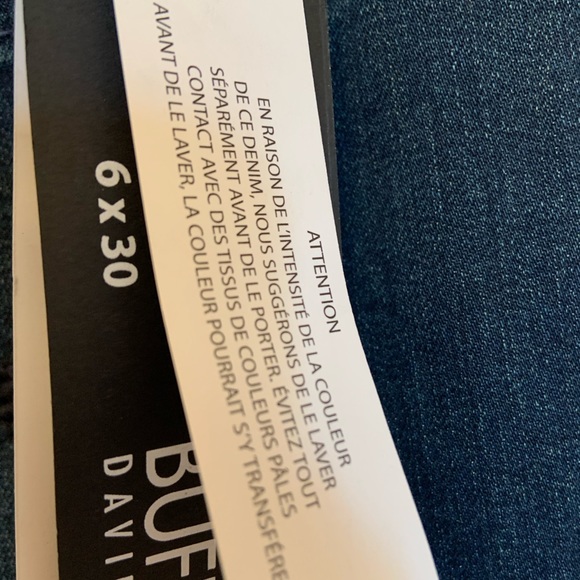 ATTENTION
EN RAISON DE L'INTENSITÉ DE LA COULEUR
DE CE DENIM, NOUS SUGGÉRONS DE LE LAVER
SÉPARÉMENT AVANT DE LE PORTER. ÉVITEZ TOUT
CONTACT AVEC DES TISSUS DE COULEURS PÂLES
AVANT DE LE LAVER, LA COULEUR POURRAIT S'Y TRANSFÉRE
6 x 30
BUF
DAVI